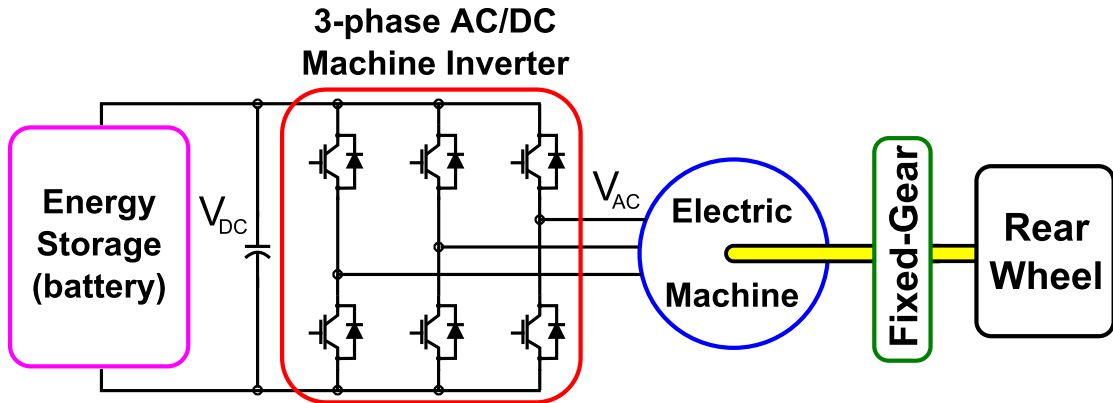 3-phase AC/DC
Machine Inverter
Energy
Storage
(battery)
VDC
VAC
Electric
Machine
Fixed-Gear
Rear
Wheel